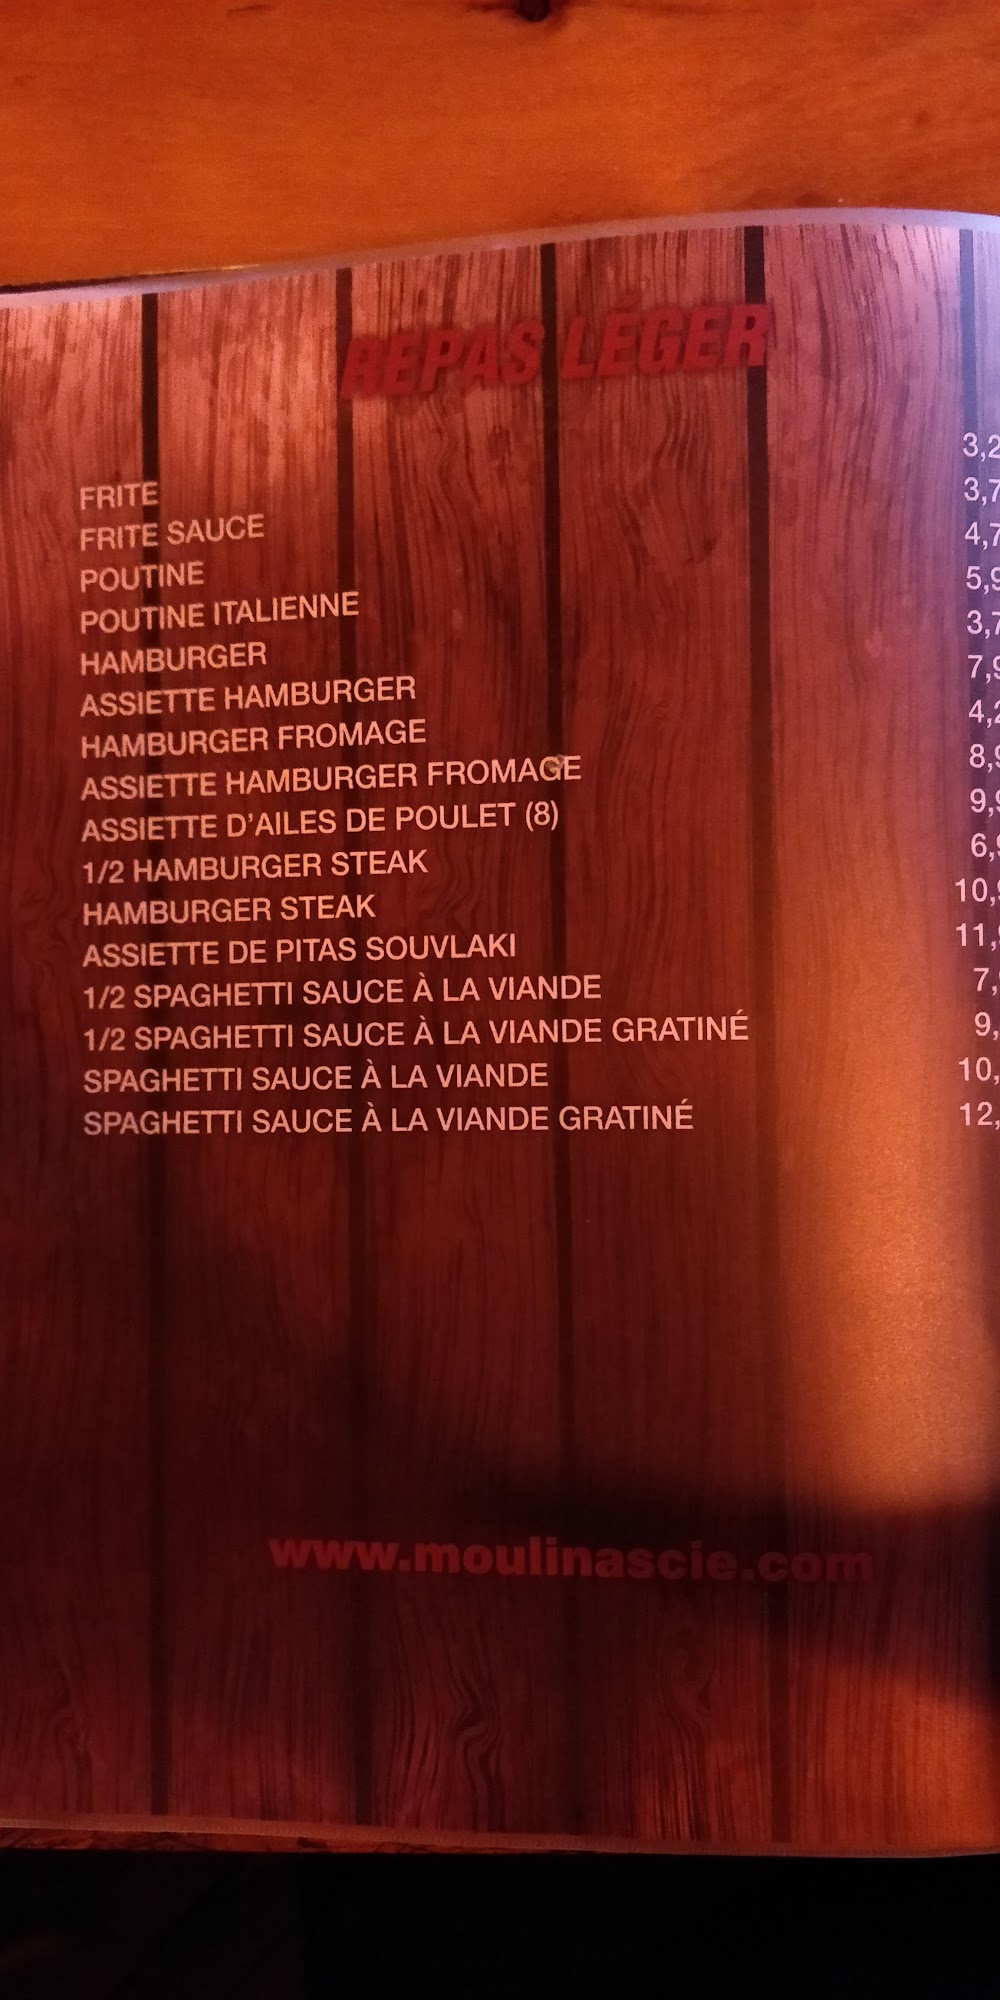 REPAS LÉGER
FRITE 3,2
FRITE SAUCE 3,7
POUTINE 4,7
POUTINE ITALIENNE 5,9
HAMBURGER 3,7
ASSIETTE HAMBURGER 7,9
HAMBURGER FROMAGE 4,2
ASSIETTE HAMBURGER FROMAGE 8,9
ASSIETTE D'AILES DE POULET (8) 9,9
1/2 HAMBURGER STEAK 6,9
HAMBURGER STEAK 10,9
ASSIETTE DE PITAS SOUVLAKI 11,
1/2 SPAGHETTI SAUCE À LA VIANDE 7,
1/2 SPAGHETTI SAUCE À LA VIANDE GRATINÉ 9,
SPAGHETTI SAUCE À LA VIANDE 10,
SPAGHETTI SAUCE À LA VIANDE GRATINÉ 12,
www.moulinascie.com